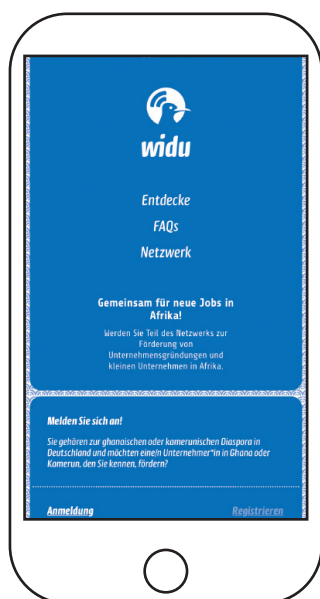 widu
Entdecke
FAQs
Netzwerk
Gemeinsam für neue Jobs in
Afrika!
Werden Sie Teil des Netzwerks zur
Förderung von
Unternehmensgründungen und
kleinen Unternehmen in Afrika.
Melden Sie sich an!
Sie gehören zur ghanaischen oder kamerunischen Diaspora in
Deutschland und möchten eine/n Unternehmer*in in Ghana oder
Kamerun, den Sie kennen, fördern?
Anmeldung Registrieren